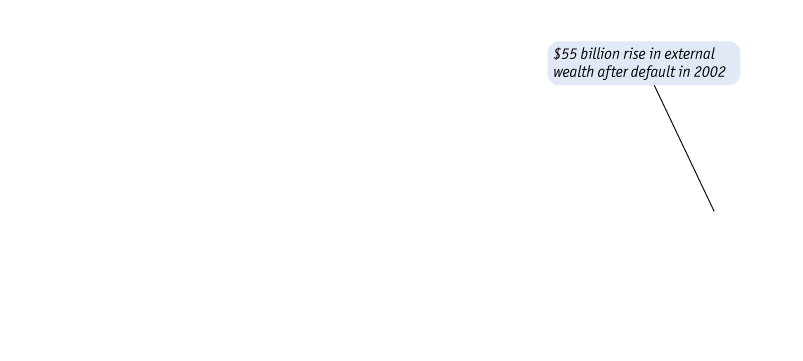 $55 billion rise in external
wealth after default in 2002